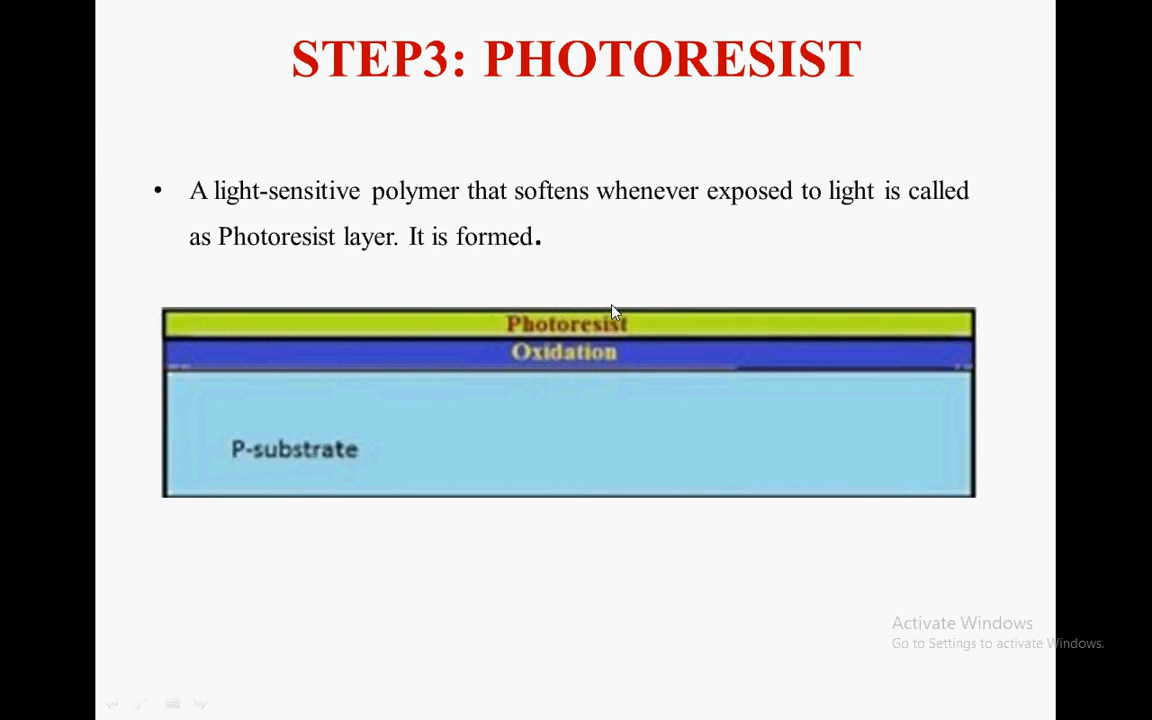 STEP3: PHOTORESIST
• A light-sensitive polymer that softens whenever exposed to light is called
as Photoresist layer. It is formed.
Photoresist
Oxidation
P-substrate
Activate Windows
Go to Settings to activate Windows.